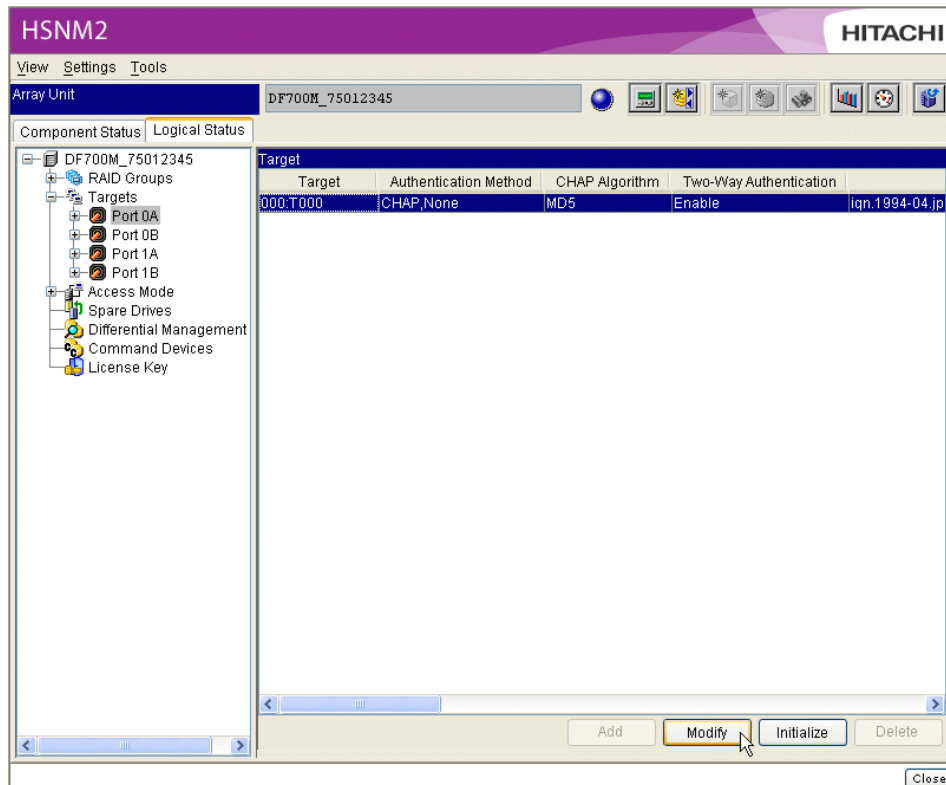 HSNM2
HITACHI
View Settings Tools
Array Unit
DF700M_75012345
Component Status Logical Status
DF700M_75012345
RAID Groups
Targets
Port 0A
Port 0B
Port 1A
Port 1B
Access Mode
Spare Drives
Differential Management
Command Devices
License Key
Target
Target Authentication Method CHAP Algorithm Two-Way Authentication
000:T000 CHAP,None MD5 Enable iqn.1994-04.jp
Add Modify Initialize Delete
Close